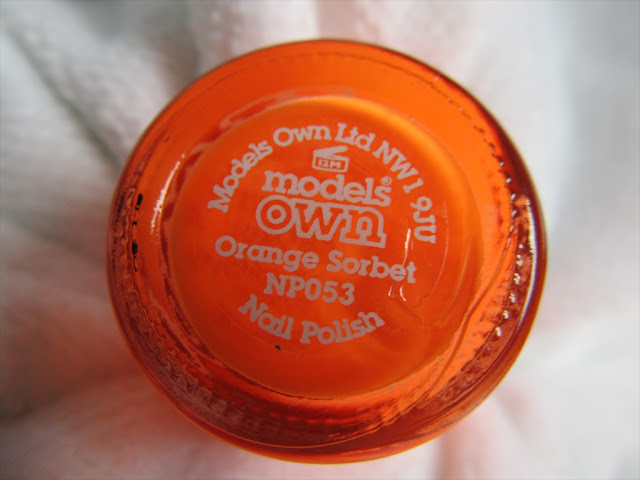 Models Own Ltd NW1 9JU
12M
models®
OWN
Orange Sorbet
NP053
Nail Polish